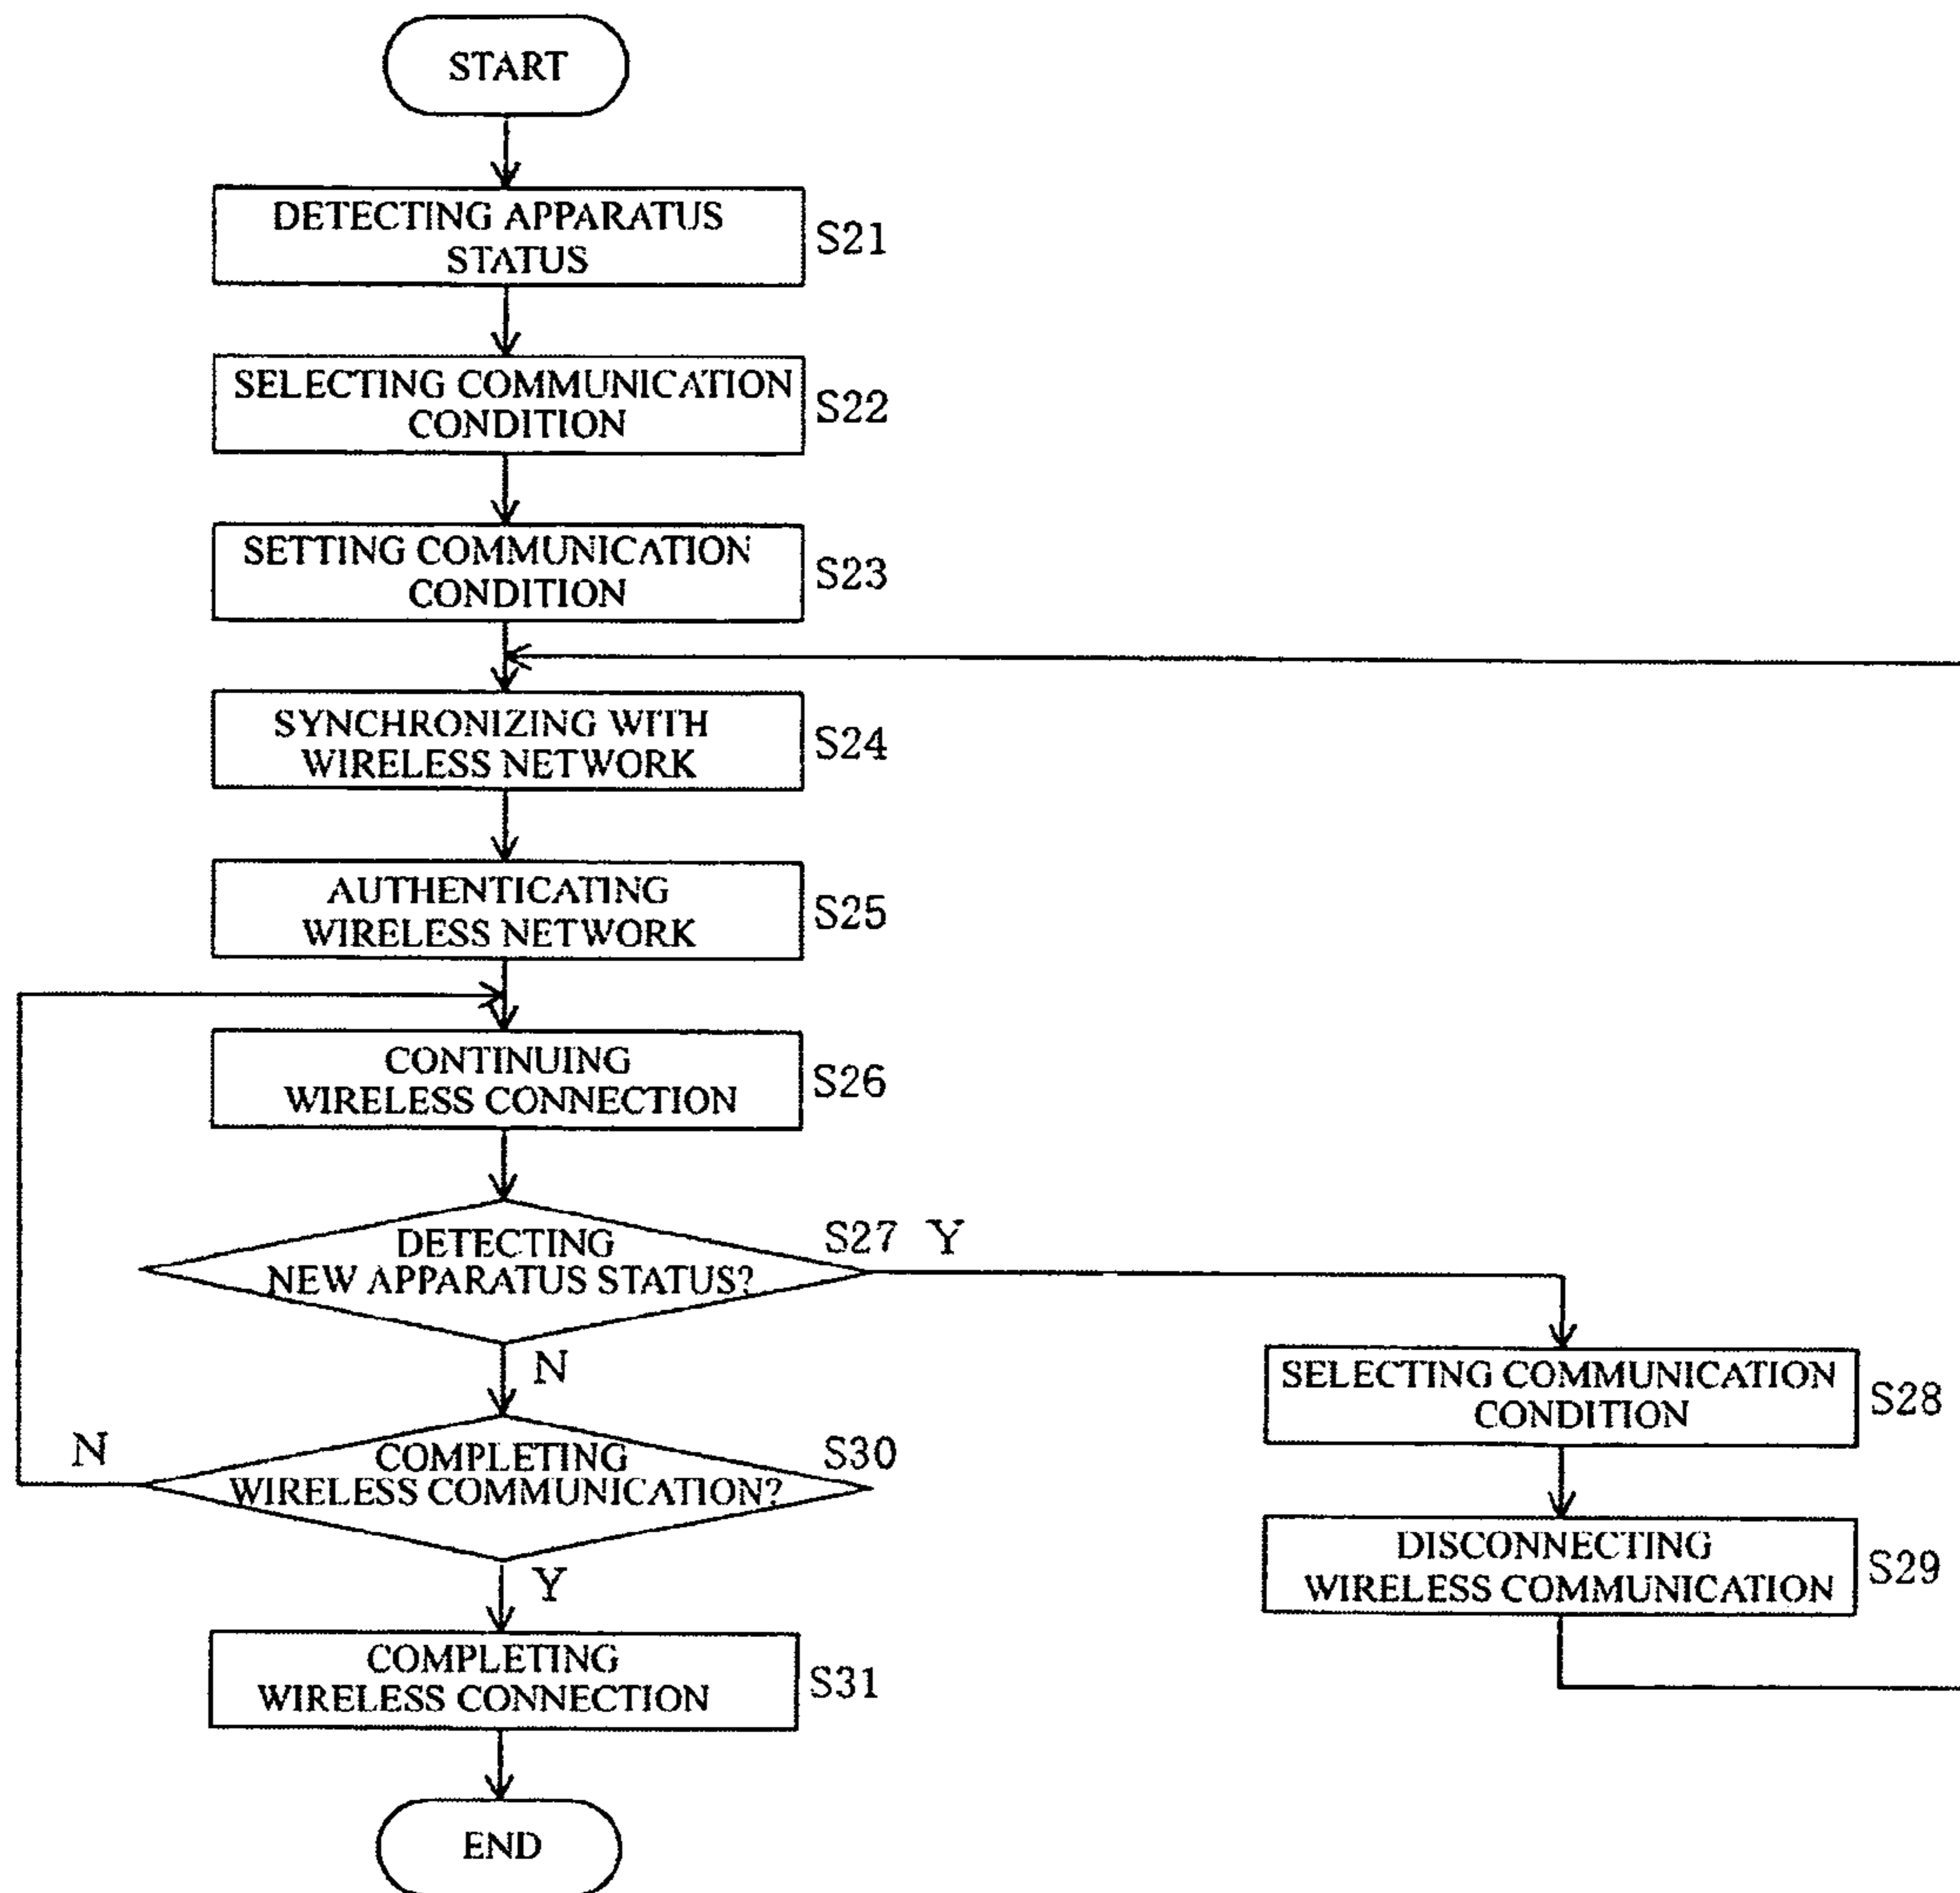 START
DETECTING APPARATUS
STATUS
S21
SELECTING COMMUNICATION
CONDITION
S22
SETTING COMMUNICATION
CONDITION
S23
SYNCHRONIZING WITH
WIRELESS NETWORK
S24
AUTHENTICATING
WIRELESS NETWORK
S25
CONTINUING
WIRELESS CONNECTION
S26
DETECTING
NEW APPARATUS STATUS?
S27 Y
N
SELECTING COMMUNICATION
CONDITION
S28
DISCONNECTING
WIRELESS COMMUNICATION
S29
COMPLETING
WIRELESS COMMUNICATION?
S30
N
Y
COMPLETING
WIRELESS CONNECTION
S31
END